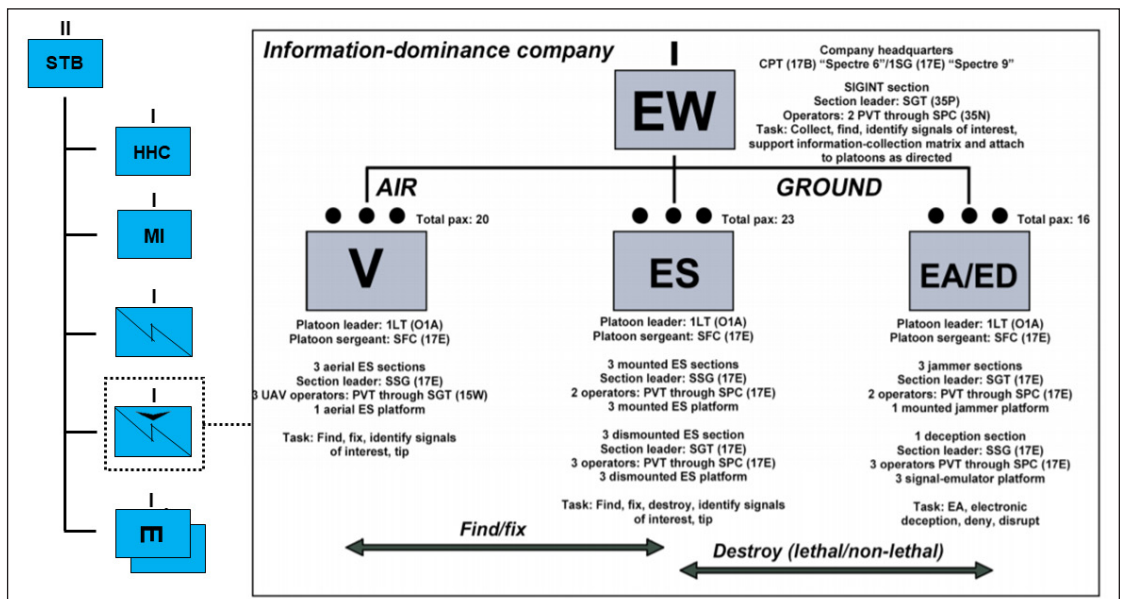 II
STB
I
HHC
I
MI
I
I
I
E
Information-dominance company
I
EW
Company headquarters
CPT (17B) “Spectre 6”/1SG (17E) “Spectre 9”
SIGINT section
Section leader: SGT (35P)
Operators: 2 PVT through SPC (35N)
Task: Collect, find, identify signals of interest,
support information-collection matrix and attach
to platoons as directed
AIR
GROUND
Total pax: 20
V
Platoon leader: 1LT (O1A)
Platoon sergeant: SFC (17E)
3 aerial ES sections
Section leader: SSG (17E)
3 UAV operators: PVT through SGT (15W)
1 aerial ES platform
Task: Find, fix, identify signals
of interest, tip
Total pax: 23
ES
Platoon leader: 1LT (O1A)
Platoon sergeant: SFC (17E)
3 mounted ES sections
Section leader: SSG (17E)
2 operators: PVT through SPC (17E)
3 mounted ES platform
3 dismounted ES section
Section leader: SGT (17E)
3 operators: PVT through SPC (17E)
3 dismounted ES platform
Task: Find, fix, destroy, identify signals
of interest, tip
Total pax: 16
EA/ED
Platoon leader: 1LT (O1A)
Platoon sergeant: SFC (17E)
3 jammer sections
Section leader: SGT (17E)
2 operators: PVT through SPC (17E)
1 mounted jammer platform
1 deception section
Section leader: SSG (17E)
3 operators PVT through SPC (17E)
3 signal-emulator platform
Task: EA, electronic
deception, deny, disrupt
Find/fix
Destroy (lethal/non-lethal)